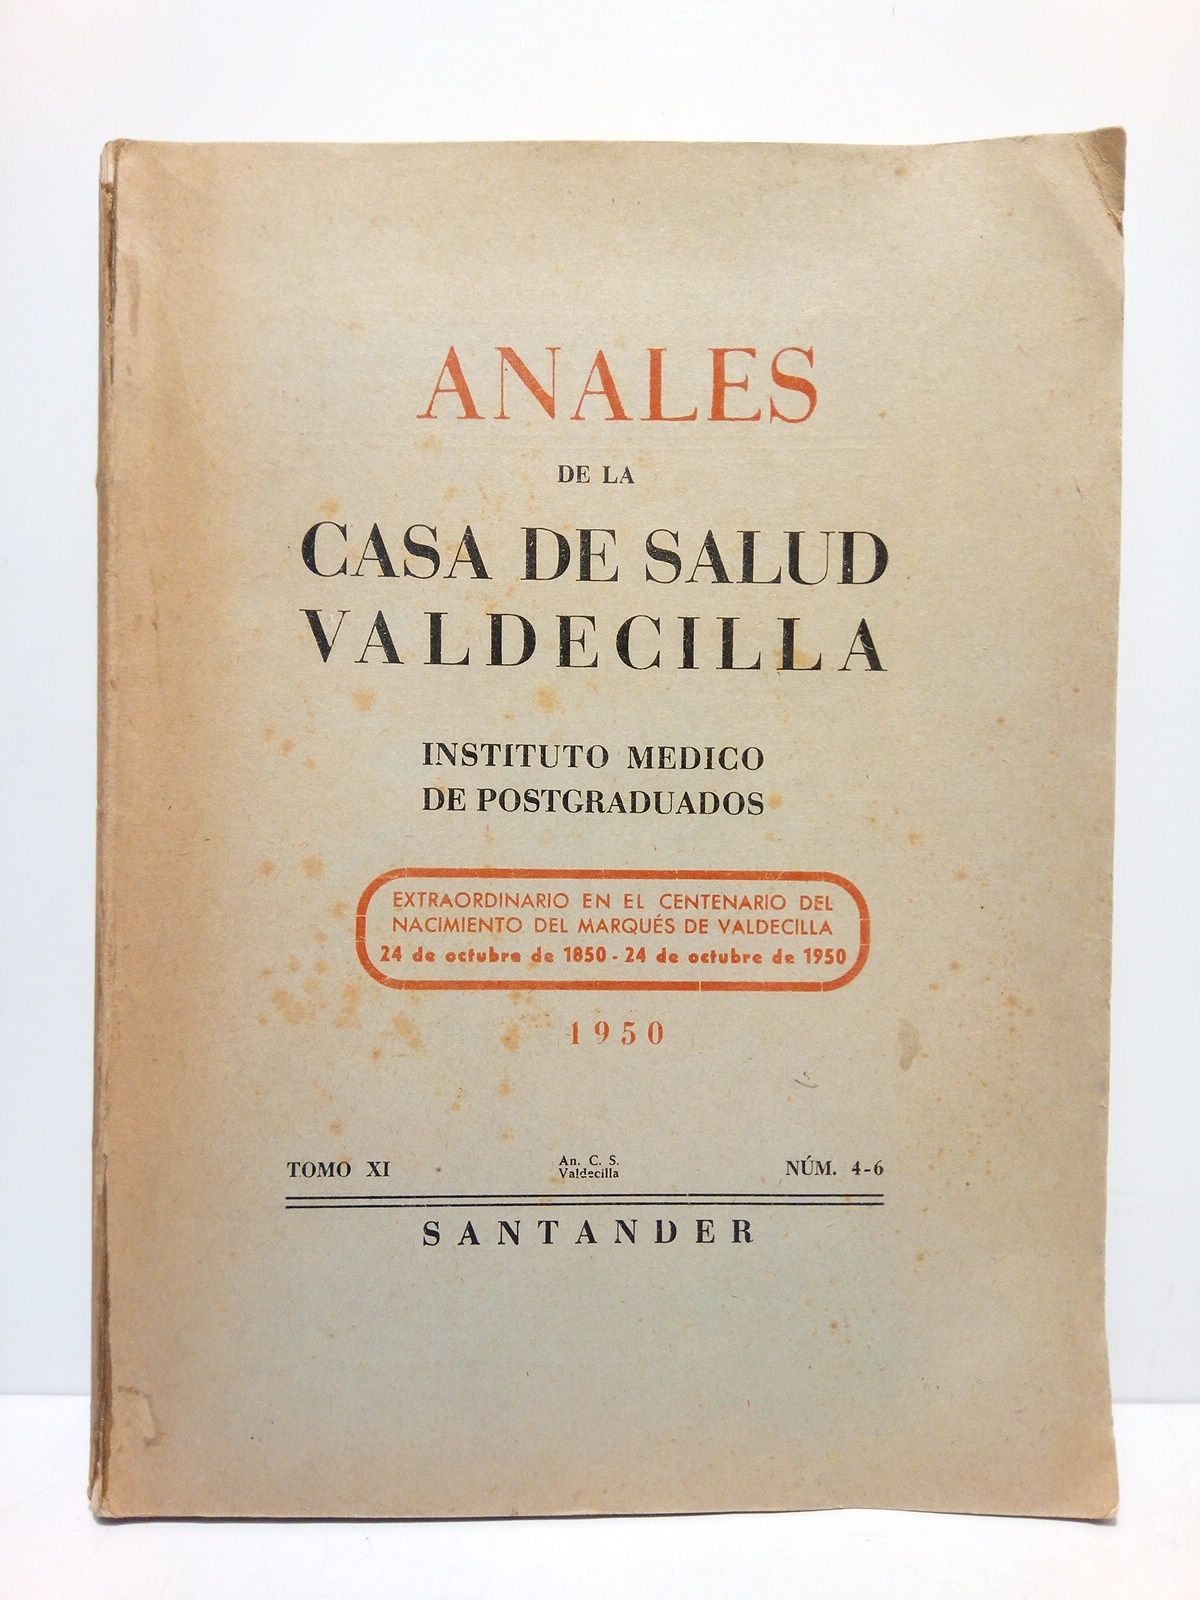 ANALES
DE LA
CASA DE SALUD
VALDECILLA
INSTITUTO MEDICO
DE POSTGRADUADOS
EXTRAORDINARIO EN EL CENTENARIO DEL
NACIMIENTO DEL MARQUÉS DE VALDECILLA
24 de octubre de 1850 - 24 de octubre de 1950
1950
TOMO XI An. C. S. NÚM. 4-6
Valdecilla
SANTANDER